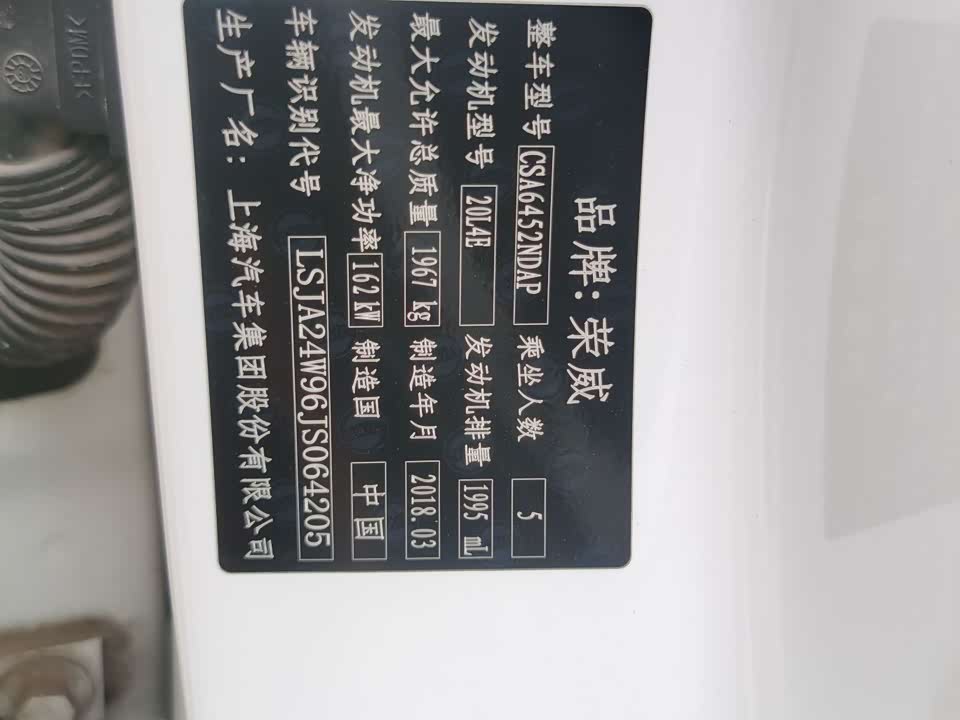 品牌: 荣威
整车型号 CSA6452NDAP 乘坐人数 5
发动机型号 20L4E 发动机排量 1995 mL
最大允许总质量 1967 kg 制造年月 2018.03
发动机最大净功率 162 kW 制造国 中国
车辆识别代号 LSJA24W96JS064205
生产厂名: 上海汽车集团股份有限公司